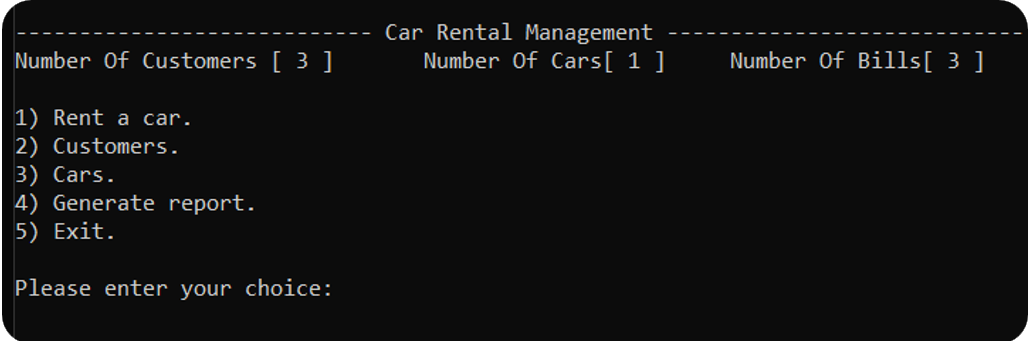 ---------------------------- Car Rental Management ----------------------------
Number Of Customers [ 3 ]       Number Of Cars[ 1 ]     Number Of Bills[ 3 ]
1) Rent a car.
2) Customers.
3) Cars.
4) Generate report.
5) Exit.
Please enter your choice: